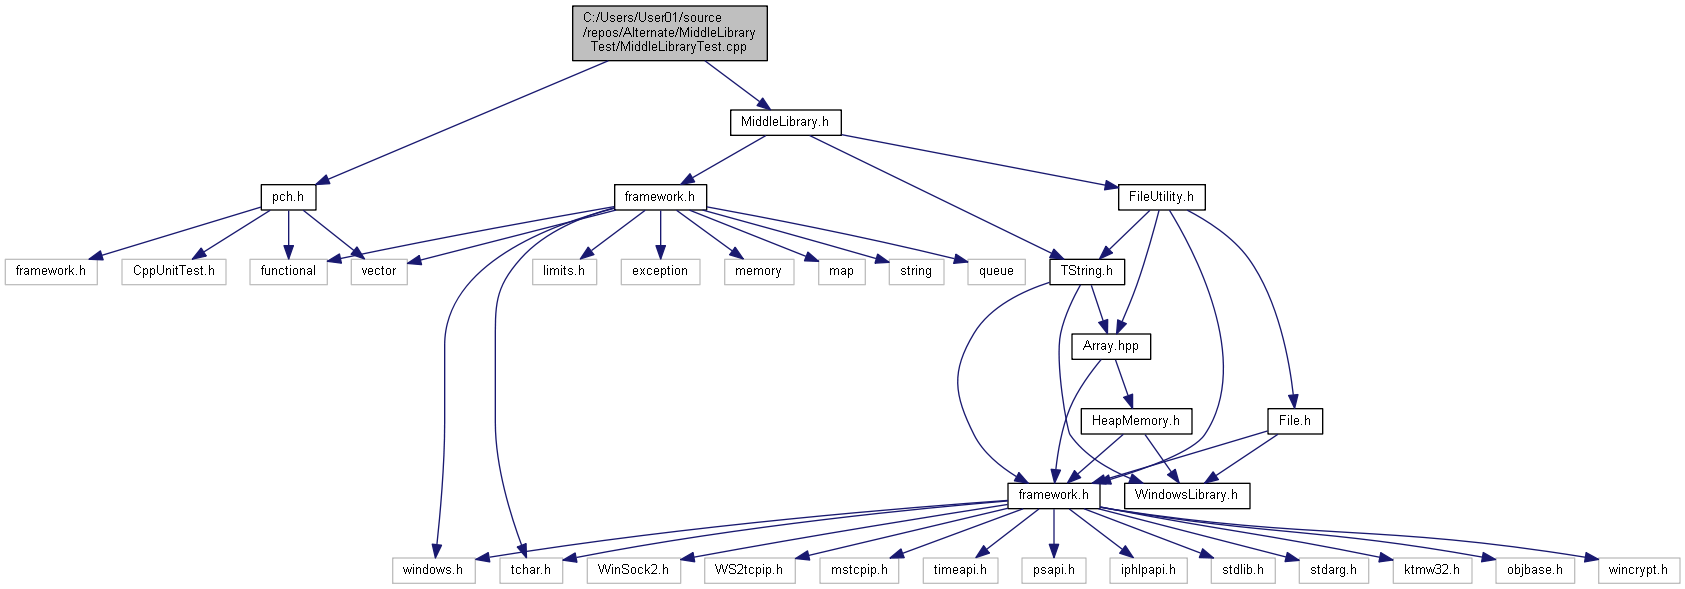 C:/Users/User01/source
/repos/Alternate/MiddleLibrary
Test/MiddleLibraryTest.cpp
MiddleLibrary.h
pch.h
framework.h
FileUtility.h
framework.h
CppUnitTest.h
functional
vector
limits.h
exception
memory
map
string
queue
TString.h
Array.hpp
HeapMemory.h
File.h
framework.h
WindowsLibrary.h
windows.h
tchar.h
WinSock2.h
WS2tcpip.h
mstcpip.h
timeapi.h
psapi.h
iphlpapi.h
stdlib.h
stdarg.h
ktmw32.h
objbase.h
wincrypt.h